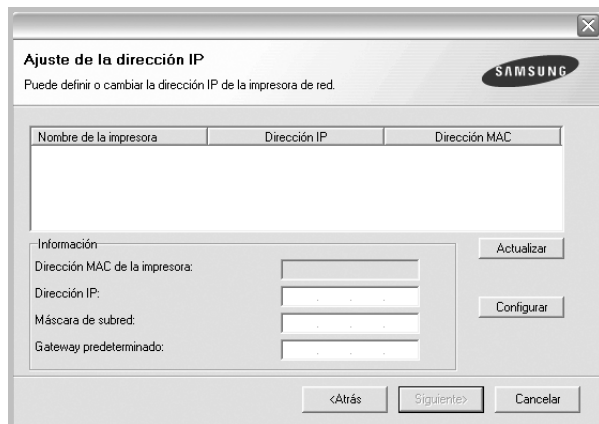 Ajuste de la dirección IP
Puede definir o cambiar la dirección IP de la impresora de red.
SAMSUNG
Nombre de la impresora Dirección IP Dirección MAC
Información
Actualizar
Dirección MAC de la impresora:
Dirección IP:
Configurar
Máscara de subred:
Gateway predeterminado:
<Atrás Siguiente> Cancelar